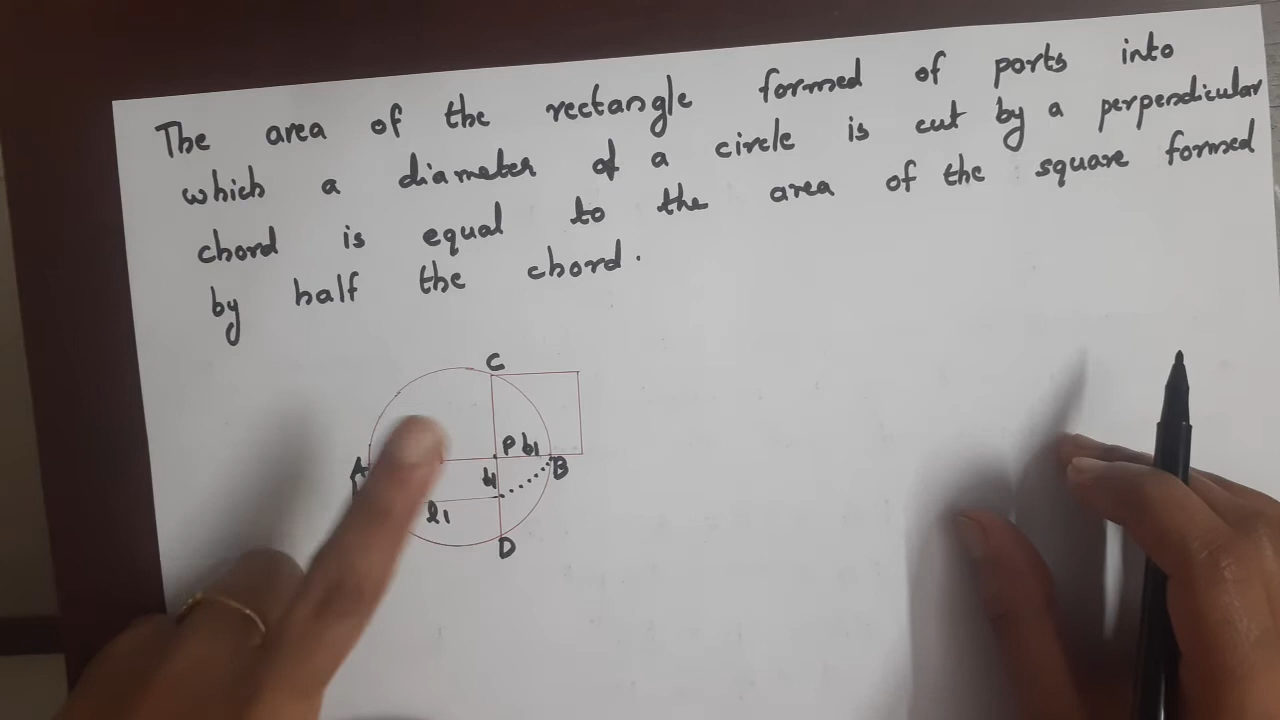 The area of the rectangle formed of ports into
which a diameter of a circle is cut by a perpendicular
chord is equal to the area of the square formed
by half the chord.
C
P b1
A
B
l1
D